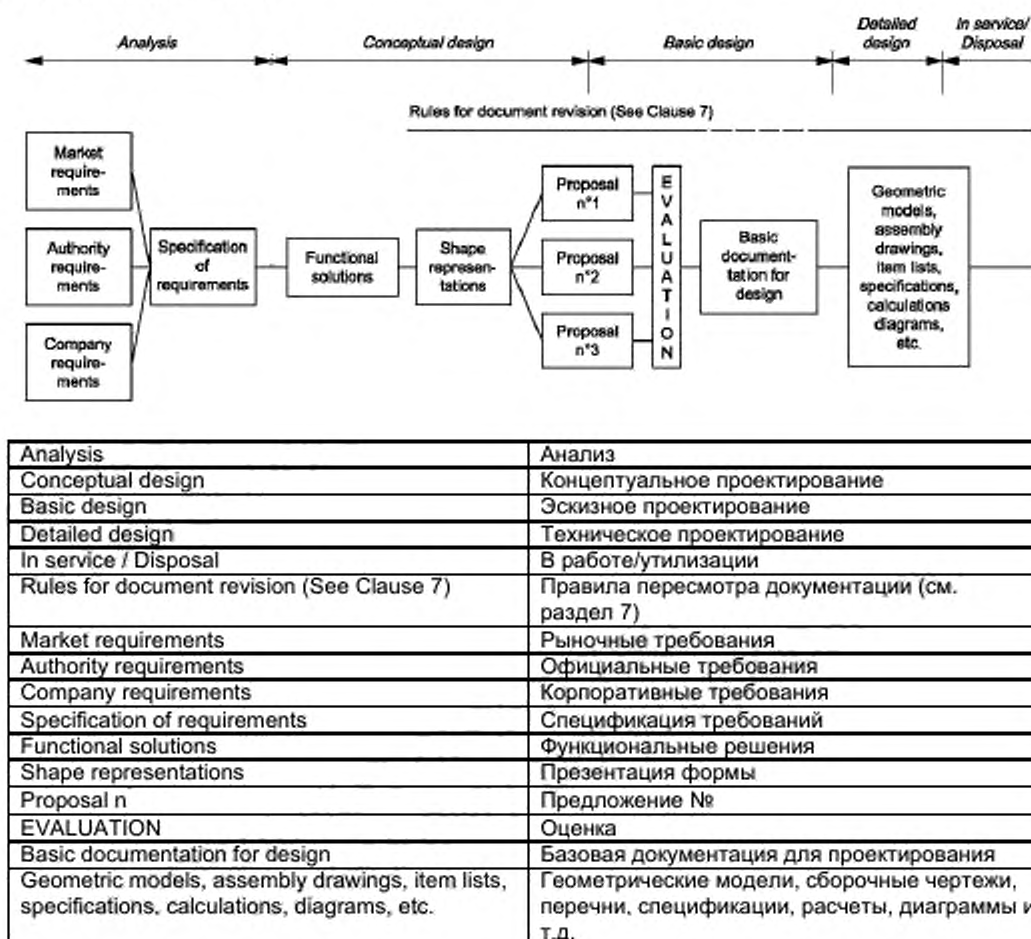 Analysis
Conceptual design
Basic design
Detailed
design
In service/
Disposal
Rules for document revision (See Clause 7)
Market
require-
ments
Authority
require-
ments
Company
require-
ments
Specification
of
requirements
Functional
solutions
Shape
represen-
tations
Proposal
n°1
Proposal
n°2
Proposal
n°3
E
V
A
L
U
A
T
I
O
N
Basic
document-
tation for
design
Geometric
models,
assembly
drawings,
item lists,
specifications,
calculations
diagrams,
etc.
Analysis
Анализ
Conceptual design
Концептуальное проектирование
Basic design
Эскизное проектирование
Detailed design
Техническое проектирование
In service / Disposal
В работе/утилизации
Rules for document revision (See Clause 7)
Правила пересмотра документации (см.
раздел 7)
Market requirements
Рыночные требования
Authority requirements
Официальные требования
Company requirements
Корпоративные требования
Specification of requirements
Спецификация требований
Functional solutions
Функциональные решения
Shape representations
Презентация формы
Proposal n
Предложение №
EVALUATION
Оценка
Basic documentation for design
Базовая документация для проектирования
Geometric models, assembly drawings, item lists,
specifications, calculations, diagrams, etc.
Геометрические модели, сборочные чертежи,
перечни, спецификации, расчеты, диаграммы и
т.д.